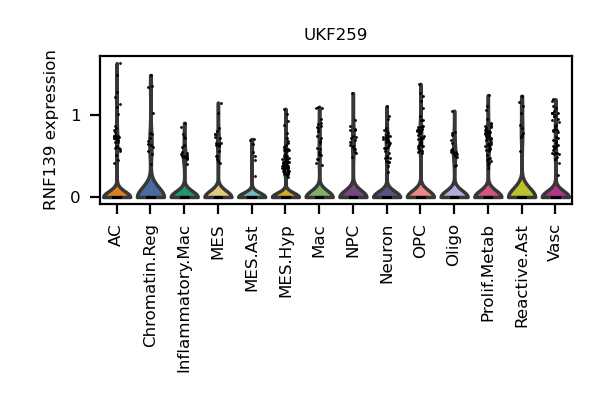 UKF259
RNF139 expression
1
0
AC
Chromatin.Reg
Inflammatory.Mac
MES
MES.Ast
MES.Hyp
Mac
NPC
Neuron
OPC
Oligo
Prolif.Metab
Reactive.Ast
Vasc